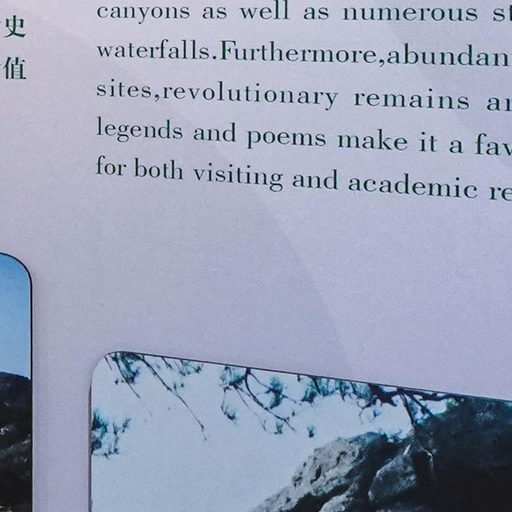 史
值
canyons as well as numerous
waterfalls.Furthermore,abundan
sites,revolutionary remains
legends and poems make it a
for both visiting and academic